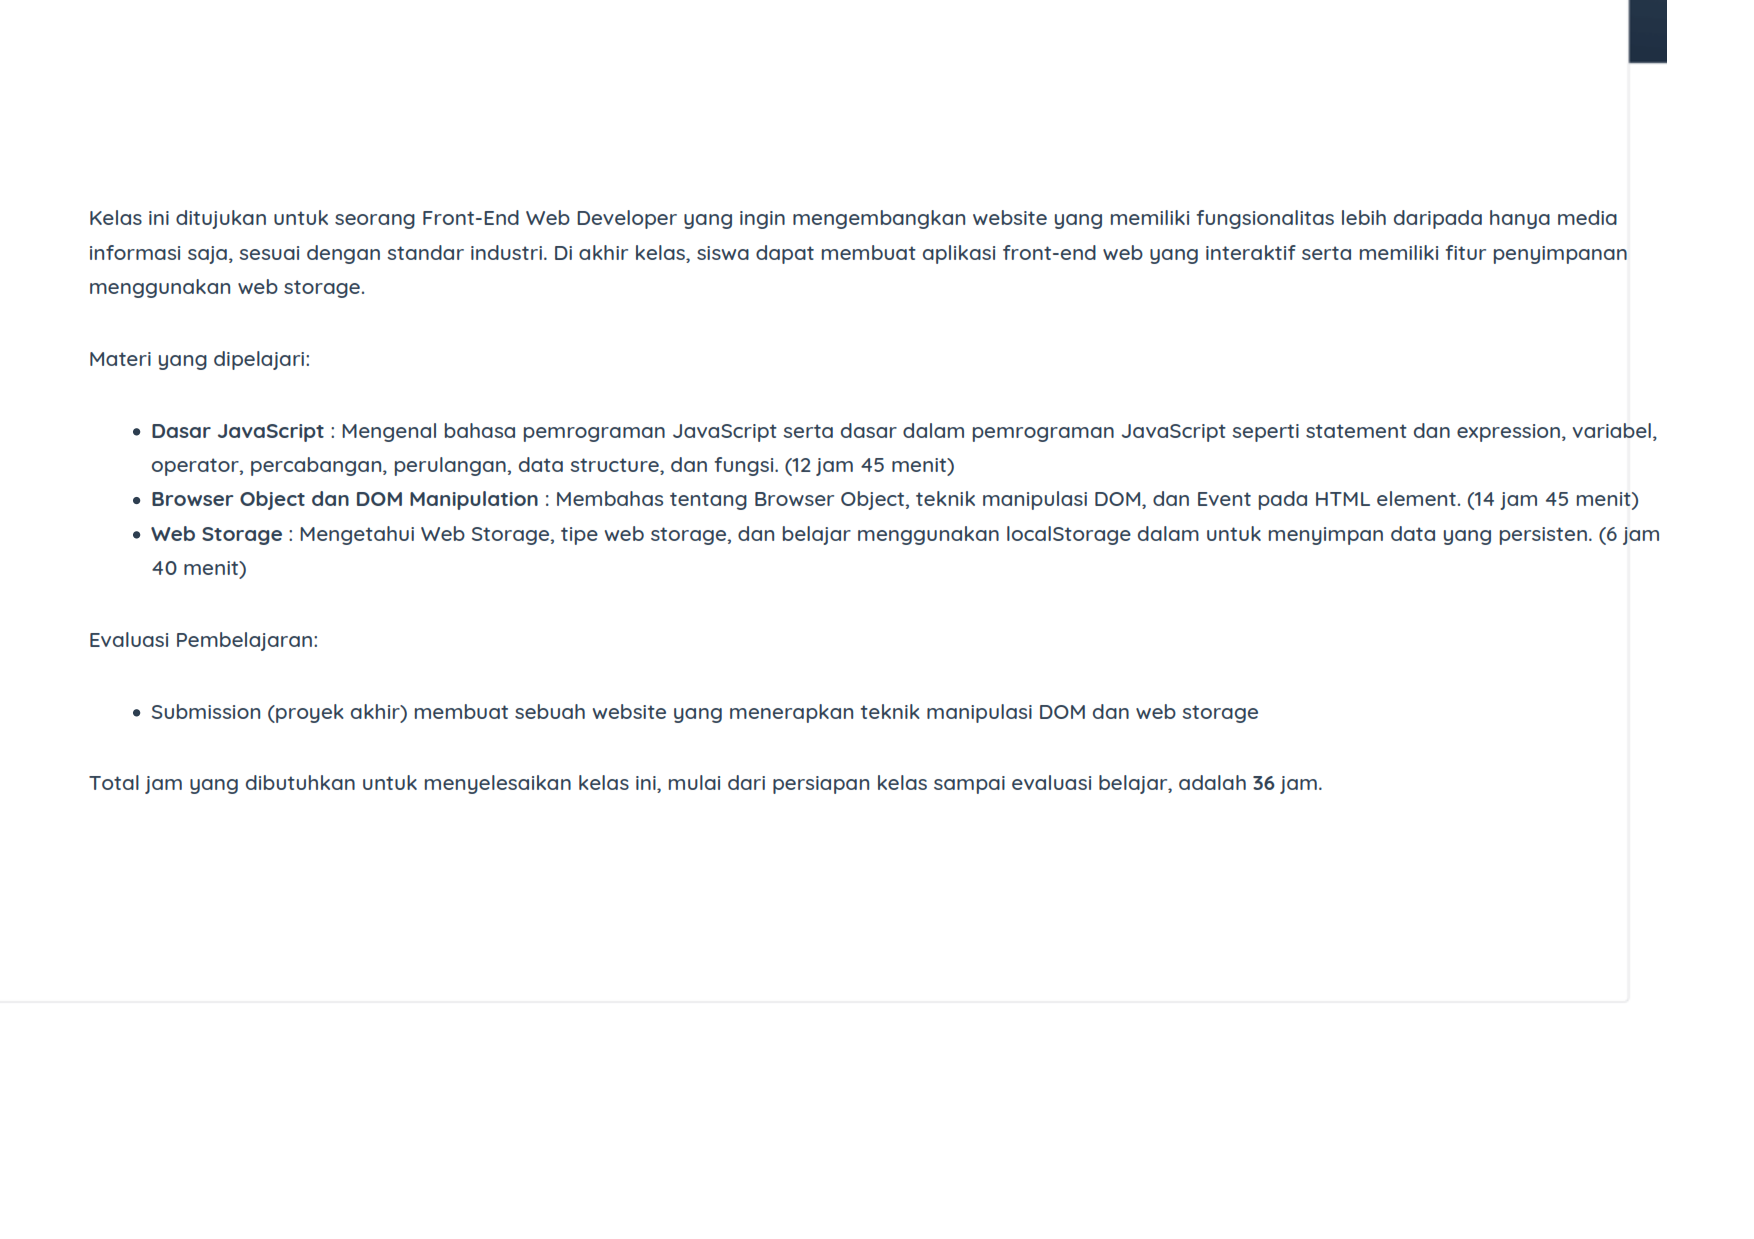 Kelas ini ditujukan untuk seorang Front-End Web Developer yang ingin mengembangkan website yang memiliki fungsionalitas lebih daripada hanya media
informasi saja, sesuai dengan standar industri. Di akhir kelas, siswa dapat membuat aplikasi front-end web yang interaktif serta memiliki fitur penyimpanan
menggunakan web storage.
Materi yang dipelajari:
• Dasar JavaScript : Mengenal bahasa pemrograman JavaScript serta dasar dalam pemrograman JavaScript seperti statement dan expression, variabel,
operator, percabangan, perulangan, data structure, dan fungsi. (12 jam 45 menit)
• Browser Object dan DOM Manipulation : Membahas tentang Browser Object, teknik manipulasi DOM, dan Event pada HTML element. (14 jam 45 menit)
• Web Storage : Mengetahui Web Storage, tipe web storage, dan belajar menggunakan localStorage dalam untuk menyimpan data yang persisten. (6 jam
40 menit)
Evaluasi Pembelajaran:
• Submission (proyek akhir) membuat sebuah website yang menerapkan teknik manipulasi DOM dan web storage
Total jam yang dibutuhkan untuk menyelesaikan kelas ini, mulai dari persiapan kelas sampai evaluasi belajar, adalah 36 jam.